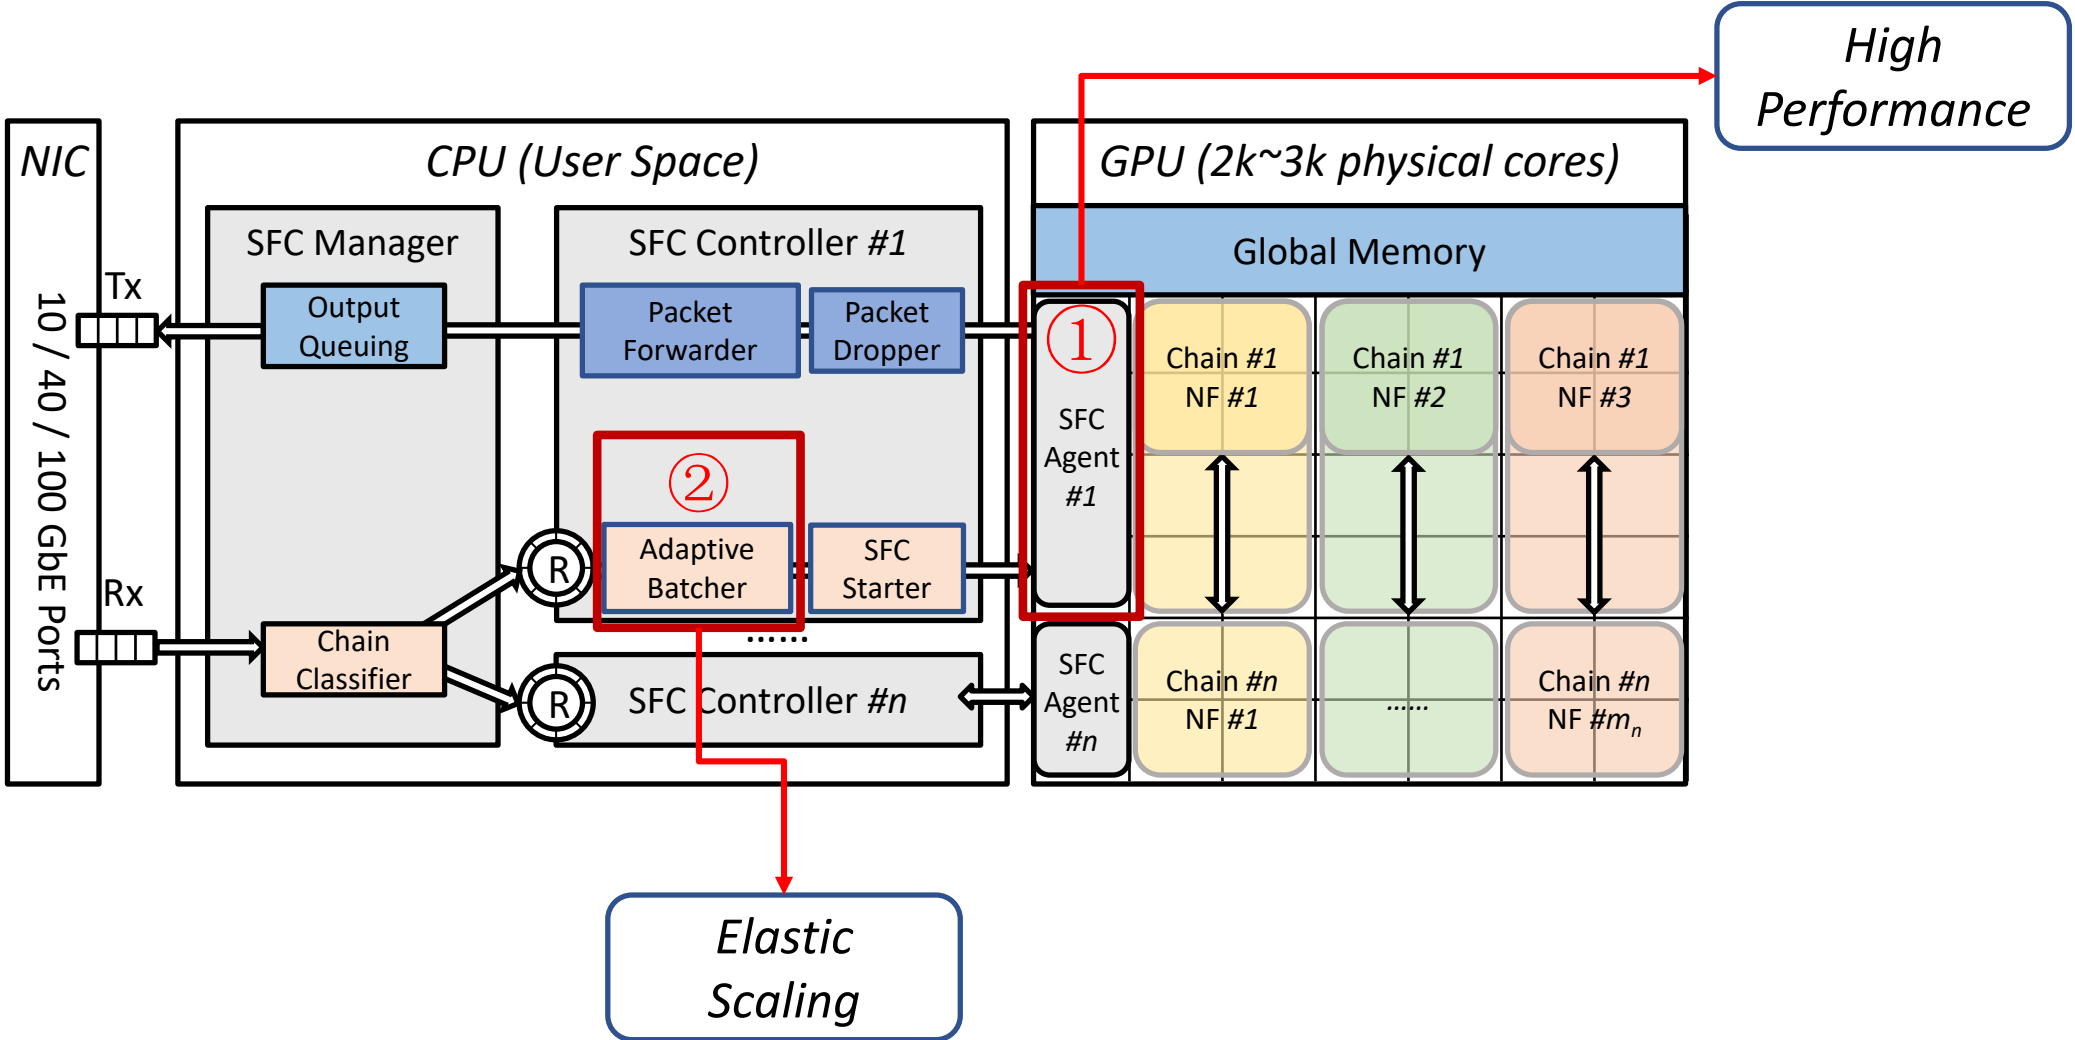 High
Performance
NIC
10 / 40 / 100 GbE Ports
Tx
Rx
CPU (User Space)
SFC Manager
Output
Queuing
Chain
Classifier
SFC Controller #1
Packet
Forwarder
Packet
Dropper
②
R
Adaptive
Batcher
SFC
Starter
......
R
SFC Controller #n
GPU (2k~3k physical cores)
Global Memory
①
SFC
Agent
#1
Chain #1
NF #1
Chain #1
NF #2
Chain #1
NF #3
SFC
Agent
#n
Chain #n
NF #1
......
Chain #n
NF #mn
Elastic
Scaling